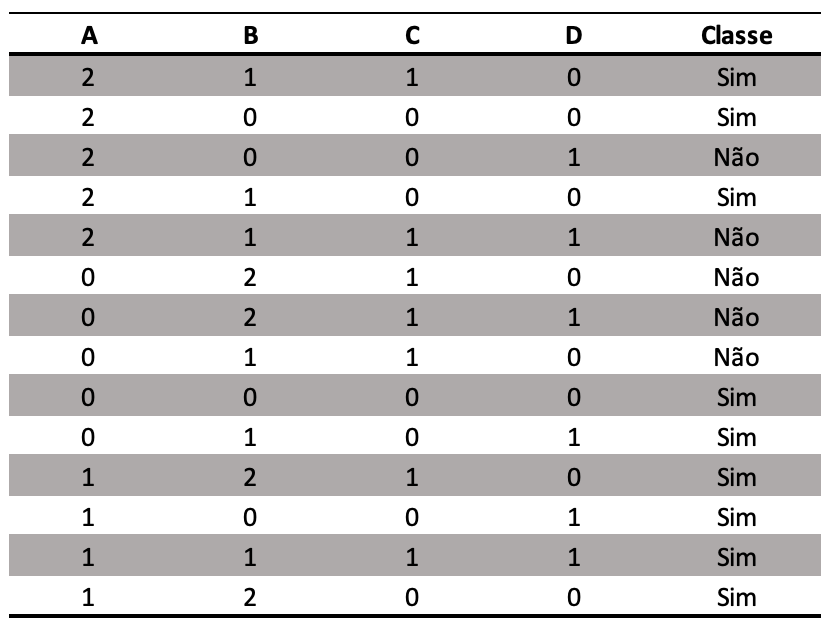 A B C D Classe
2 1 1 0 Sim
2 0 0 0 Sim
2 0 0 1 Não
2 1 0 0 Sim
2 1 1 1 Não
0 2 1 0 Não
0 2 1 1 Não
0 1 1 0 Não
0 0 0 0 Sim
0 1 0 1 Sim
1 2 1 0 Sim
1 0 0 1 Sim
1 1 1 1 Sim
1 2 0 0 Sim